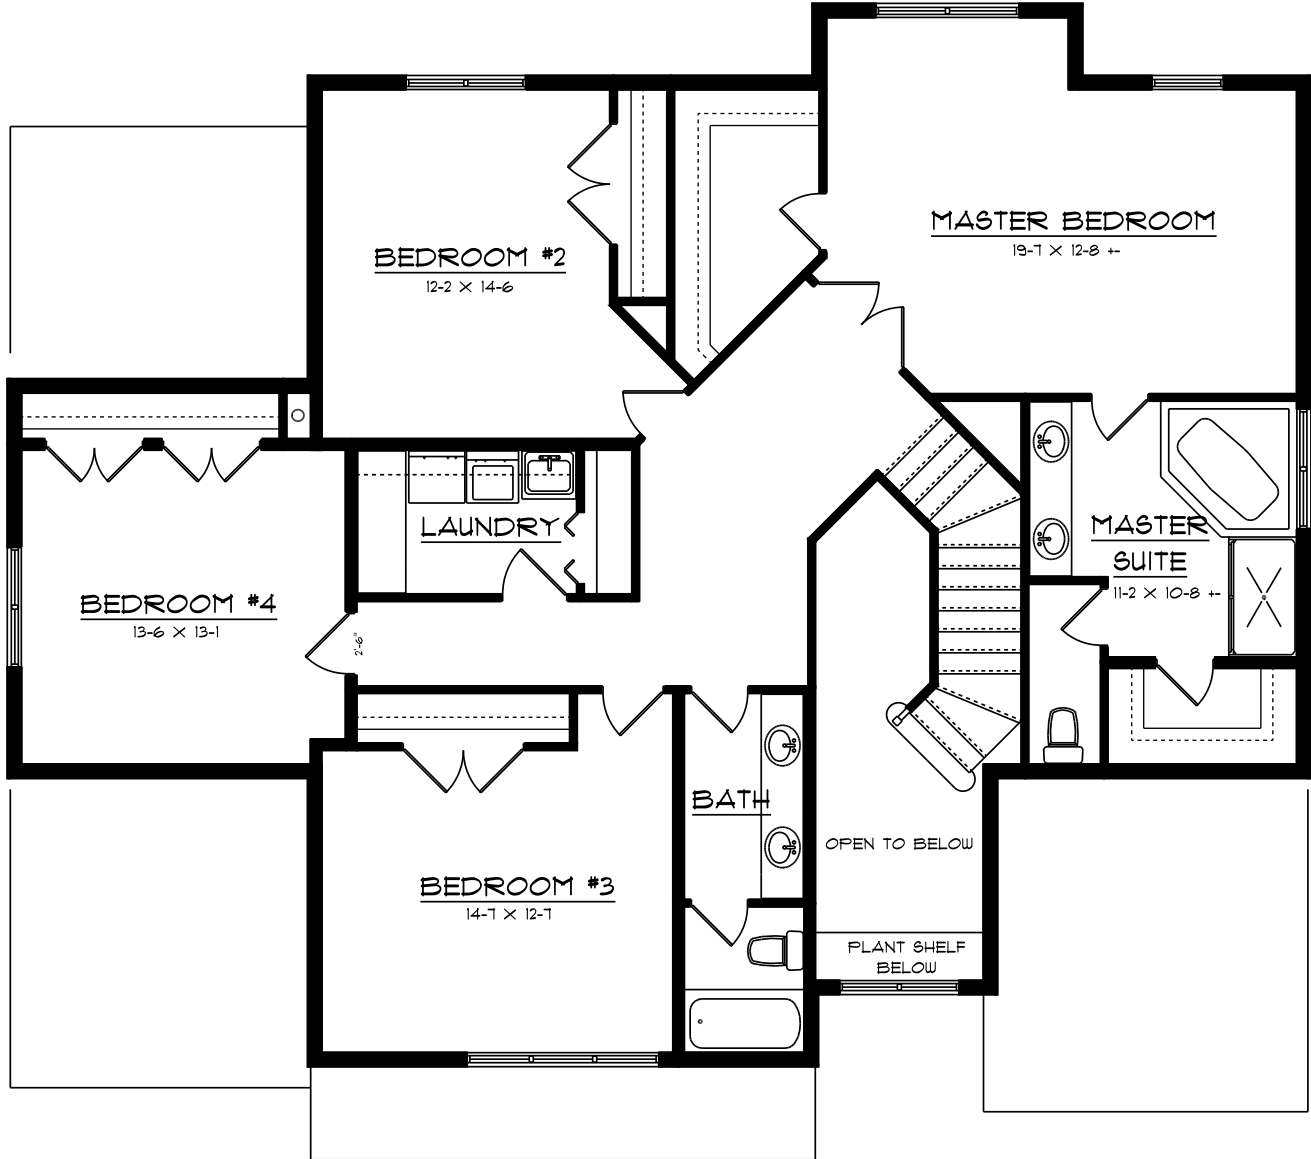 MASTER BEDROOM
19-7 X 12-8 +-
BEDROOM #2
12-2 X 14-6
LAUNDRY
MASTER
SUITE
11-2 X 10-8 +-
BEDROOM #4
13-6 X 13-1
2'-6"
BATH
OPEN TO BELOW
BEDROOM #3
14-7 X 12-7
PLANT SHELF
BELOW